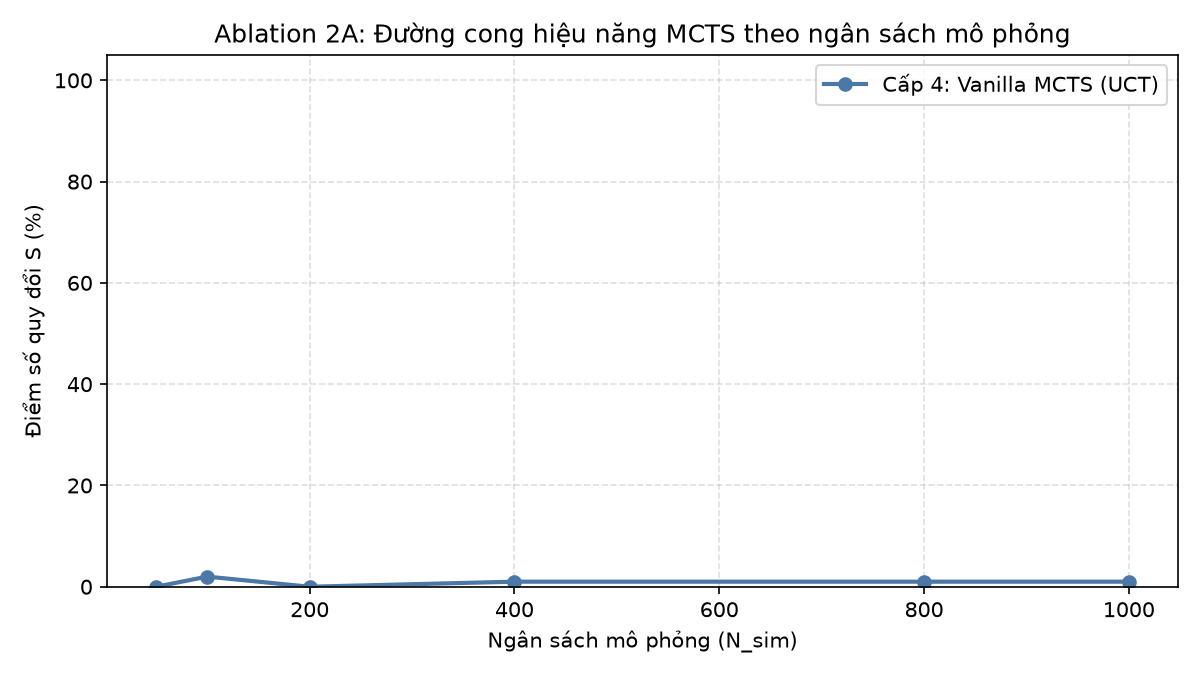 Ablation 2A: Đường cong hiệu năng MCTS theo ngân sách mô phỏng
Cấp 4: Vanilla MCTS (UCT)
Điểm số quy đổi S (%)
100
80
60
40
20
0
200 400 600 800 1000
Ngân sách mô phỏng (N_sim)